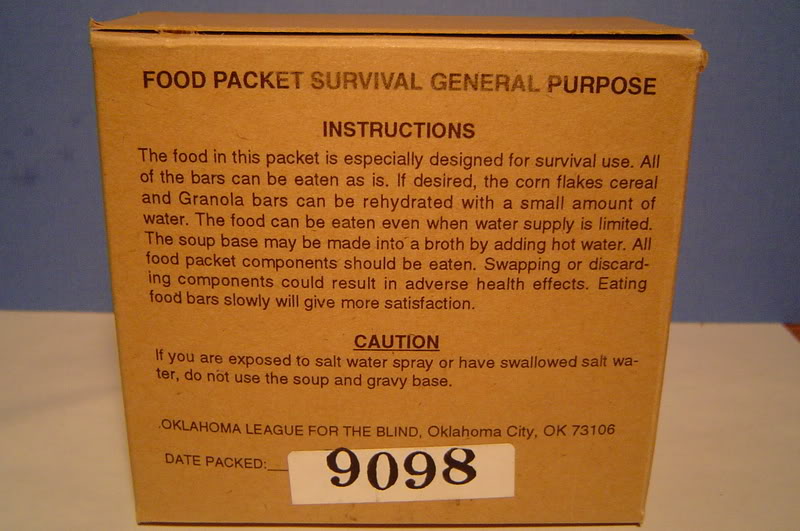 FOOD PACKET SURVIVAL GENERAL PURPOSE
INSTRUCTIONS
The food in this packet is especially designed for survival use. All
of the bars can be eaten as is. If desired, the corn flakes cereal
and Granola bars can be rehydrated with a small amount of
water. The food can be eaten even when water supply is limited.
The soup base may be made into a broth by adding hot water. All
food packet components should be eaten. Swapping or discard-
ing components could result in adverse health effects. Eating
food bars slowly will give more satisfaction.
CAUTION
If you are exposed to salt water spray or have swallowed salt wa-
ter, do not use the soup and gravy base.
OKLAHOMA LEAGUE FOR THE BLIND, Oklahoma City, OK 73106
DATE PACKED: 9098